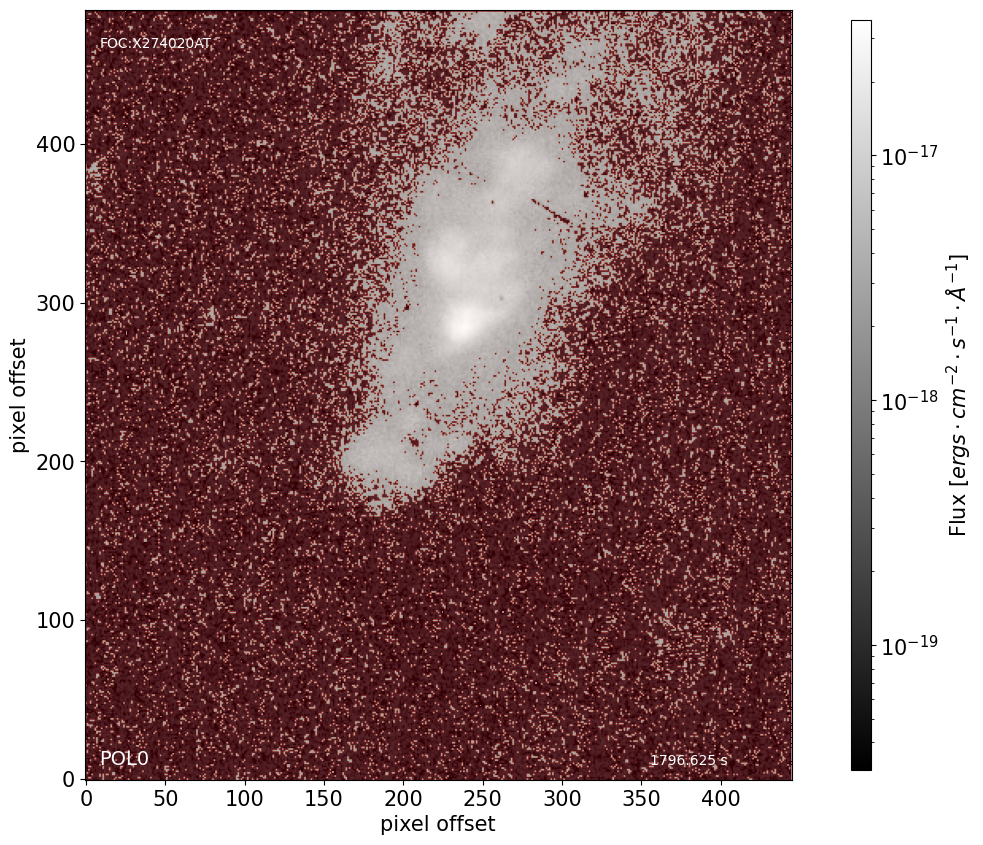 FOC:X274020AT
POL0
1796.625 s
400
300
200
100
0
0 50 100 150 200 250 300 350 400
pixel offset
pixel offset
10⁻¹⁷
10⁻¹⁸
10⁻¹⁹
Flux [ergs · cm⁻² · s⁻¹ · Å⁻¹]